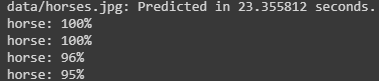 data/horses.jpg: Predicted in 23.355812 seconds.
horse: 100%
horse: 100%
horse: 96%
horse: 95%